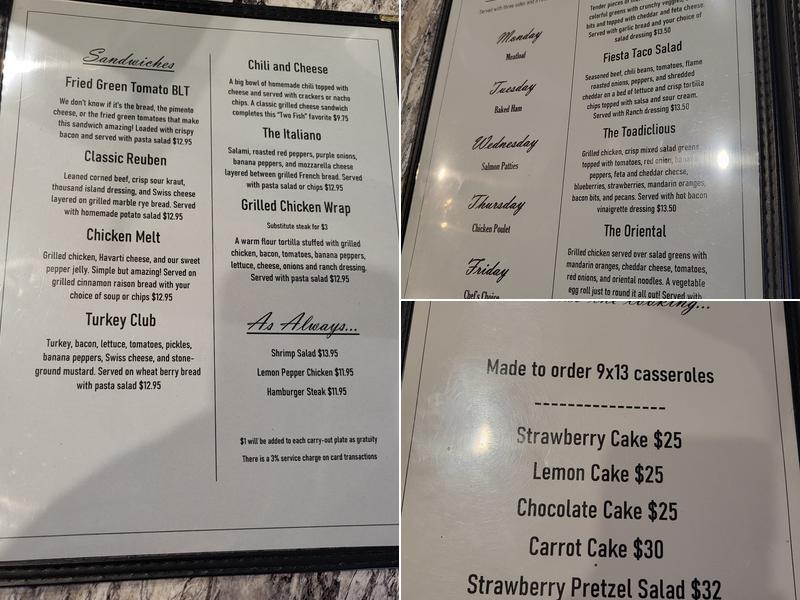 Sandwiches
Fried Green Tomato BLT
We don't know if it's the bread, the pimento
cheese, or the fried green tomatoes that make
this sandwich amazing! Loaded with crispy
bacon and served with pasta salad $12.95
Classic Reuben
Leaned corned beef, crisp sour kraut,
thousand island dressing, and Swiss cheese
layered on grilled marble rye bread. Served
with homemade potato salad $12.95
Chicken Melt
Grilled chicken, Havarti cheese, and our sweet
pepper jelly. Simple but amazing! Served on
grilled cinnamon raison bread with your
choice of soup or chips $12.95
Turkey Club
Turkey, bacon, lettuce, tomatoes, pickles,
banana peppers, Swiss cheese, and stone-
ground mustard. Served on wheat berry bread
with pasta salad $12.95
Chili and Cheese
A big bowl of homemade chili topped with
cheese and served with crackers or nacho
chips. A classic grilled cheese sandwich
completes this "Two Fish" favorite $9.75
The Italiano
Salami, roasted red peppers, purple onions,
banana peppers, and mozzarella cheese
layered between grilled French bread. Served
with pasta salad or chips $12.95
Grilled Chicken Wrap
Substitute steak for $3
A warm flour tortilla stuffed with grilled
chicken, bacon, tomatoes, banana peppers,
lettuce, cheese, onions and ranch dressing.
Served with pasta salad $12.95
As Always...
Shrimp Salad $13.95
Lemon Pepper Chicken $11.95
Hamburger Steak $11.95
$1 will be added to each carry-out plate as gratuity
There is a 3% service charge on card transactions
Served with three sides and a
Monday
Meatloaf
Tuesday
Baked Ham
Wednesday
Salmon Patties
Thursday
Chicken Poulet
Friday
Chef's Choice
Tender pieces of
colorful greens with crunchy
bits and topped with cheddar and feta cheese.
Served with garlic bread and your choice of
salad dressing $13.50
Fiesta Taco Salad
Seasoned beef, chili beans, tomatoes, flame
roasted onions, peppers, and shredded
cheddar on a bed of lettuce and crisp tortilla
chips topped with salsa and sour cream.
Served with Ranch dressing $13.50
The Toadicious
Grilled chicken, crisp mixed salad greens
topped with tomatoes, red onion, banana
peppers, feta and cheddar cheese,
blueberries, strawberries, mandarin oranges,
bacon bits, and pecans. Served with hot bacon
vinaigrette dressing $13.50
The Oriental
Grilled chicken served over salad greens with
mandarin oranges, cheddar cheese, tomatoes,
red onions, and oriental noodles. A vegetable
egg roll just to round it all out! Served with
the cooking...
Made to order 9x13 casseroles
----------------
Strawberry Cake $25
Lemon Cake $25
Chocolate Cake $25
Carrot Cake $30
Strawberry Pretzel Salad $32